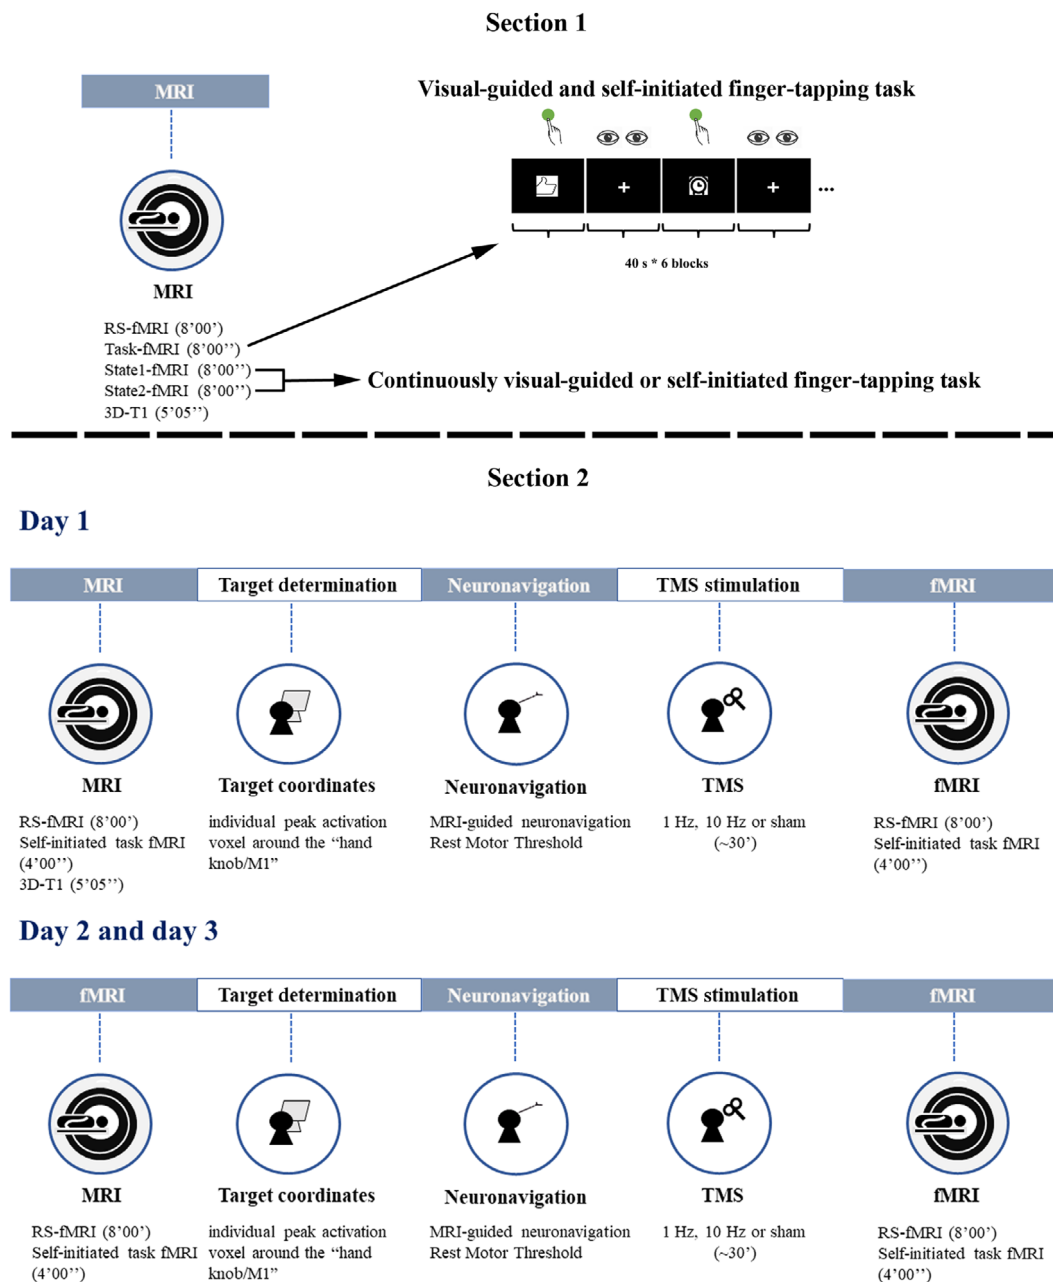 Section 1
MRI
Visual-guided and self-initiated finger-tapping task
+
+
...
40 s * 6 blocks
MRI
RS-fMRI (8’00’)
Task-fMRI (8’00’’)
State1-fMRI (8’00’’)
State2-fMRI (8’00’’)
3D-T1 (5’05’’)
Continuously visual-guided or self-initiated finger-tapping task
Section 2
Day 1
MRI
Target determination
Neuronavigation
TMS stimulation
fMRI
MRI
RS-fMRI (8’00’)
Self-initiated task fMRI
(4’00’’)
3D-T1 (5’05’’)
Target coordinates
individual peak activation
voxel around the “hand
knob/M1”
Neuronavigation
MRI-guided neuronavigation
Rest Motor Threshold
TMS
1 Hz, 10 Hz or sham
(~30’)
fMRI
RS-fMRI (8’00’)
Self-initiated task fMRI
(4’00’’)
Day 2 and day 3
fMRI
Target determination
Neuronavigation
TMS stimulation
fMRI
MRI
RS-fMRI (8’00’)
Self-initiated task fMRI
(4’00’’)
Target coordinates
individual peak activation
voxel around the “hand
knob/M1”
Neuronavigation
MRI-guided neuronavigation
Rest Motor Threshold
TMS
1 Hz, 10 Hz or sham
(~30’)
fMRI
RS-fMRI (8’00’)
Self-initiated task fMRI
(4’00’’)